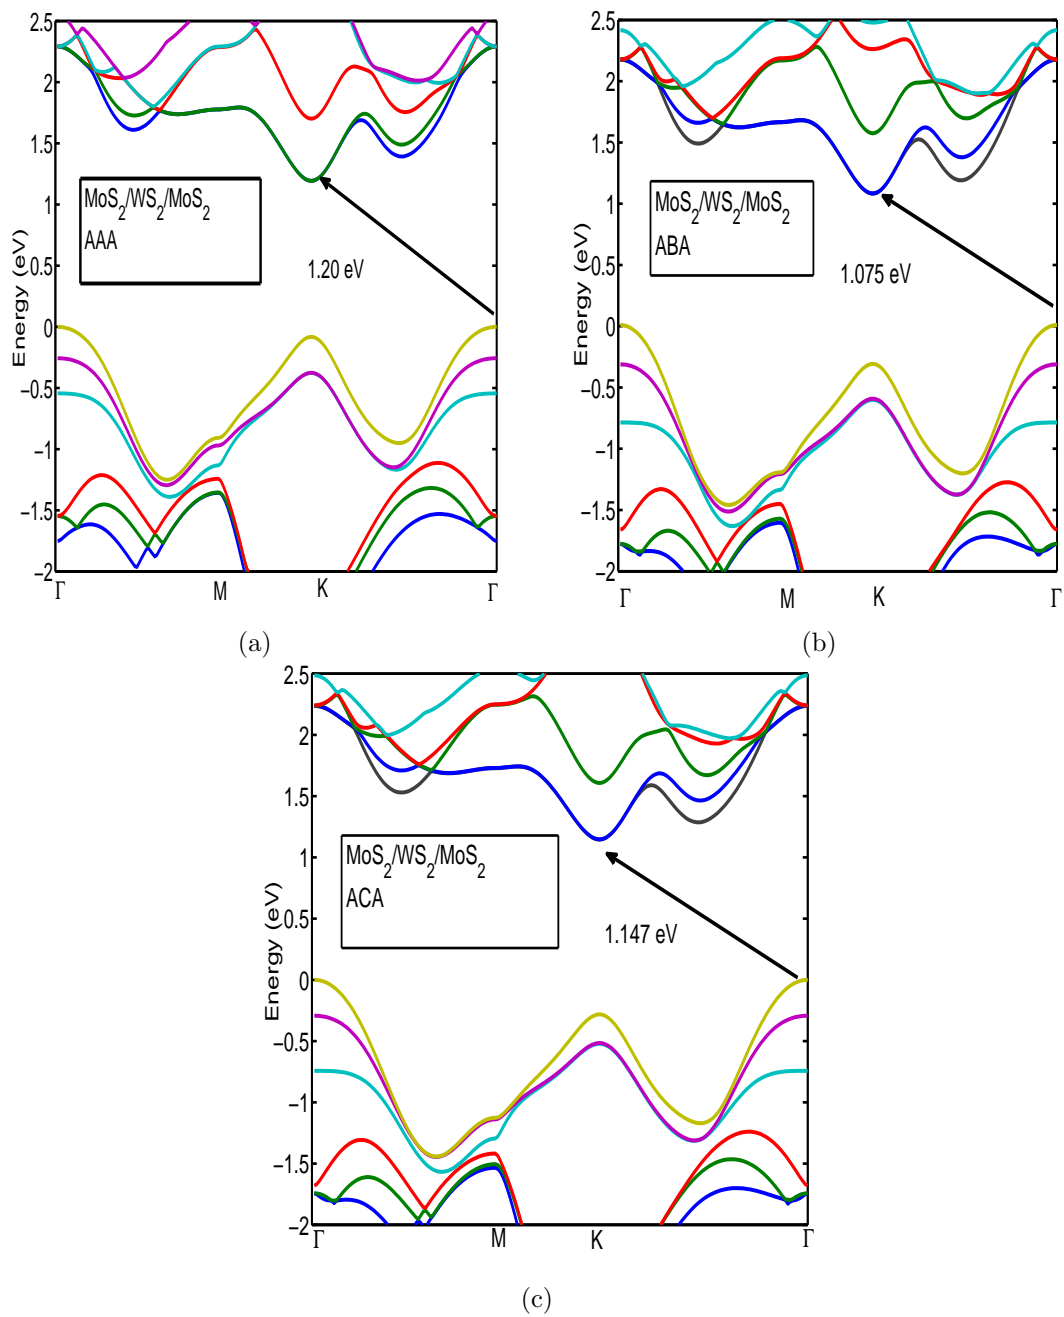 2.5
2
1.5
1
0.5
0
−0.5
−1
−1.5
−2
Energy (eV)
MoS2/WS2/MoS2
AAA
1.20 eV
Γ M K Γ
(a)
2.5
2
1.5
1
0.5
0
−0.5
−1
−1.5
−2
Energy (eV)
MoS2/WS2/MoS2
ABA
1.075 eV
Γ M K Γ
(b)
2.5
2
1.5
1
0.5
0
−0.5
−1
−1.5
−2
Energy (eV)
MoS2/WS2/MoS2
ACA
1.147 eV
Γ M K Γ
(c)